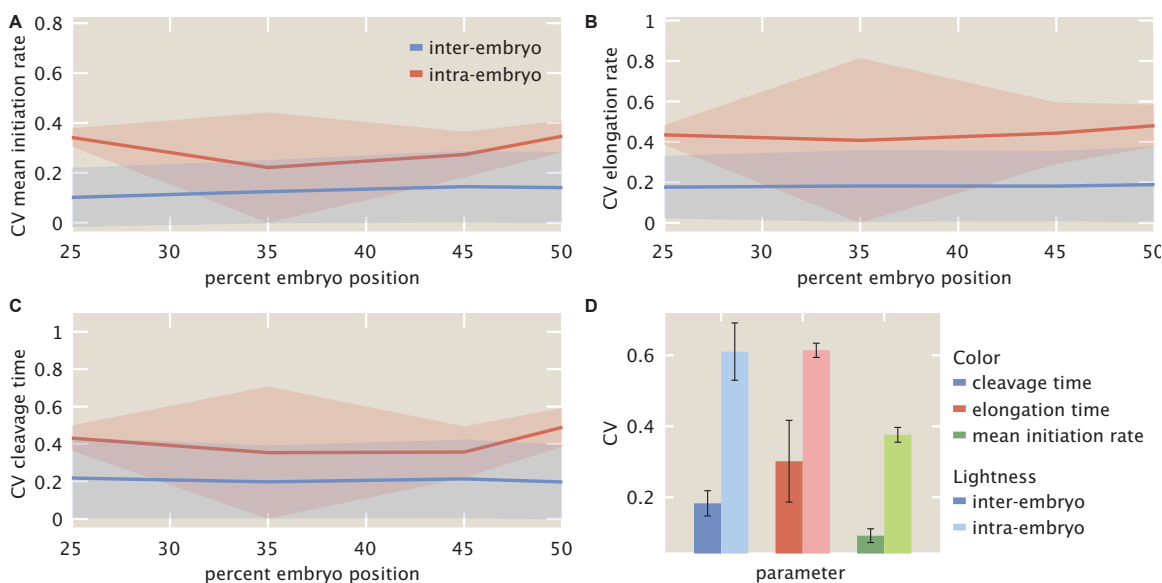 A
CV mean initiation rate
0.8
0.6
0.4
0.2
0
inter-embryo
intra-embryo
25 30 35 40 45 50
percent embryo position
B
CV elongation rate
1
0.8
0.6
0.4
0.2
0
25 30 35 40 45 50
percent embryo position
C
CV cleavage time
1
0.8
0.6
0.4
0.2
0
25 30 35 40 45 50
percent embryo position
D
CV
0.6
0.4
0.2
parameter
Color
cleavage time
elongation time
mean initiation rate
Lightness
inter-embryo
intra-embryo